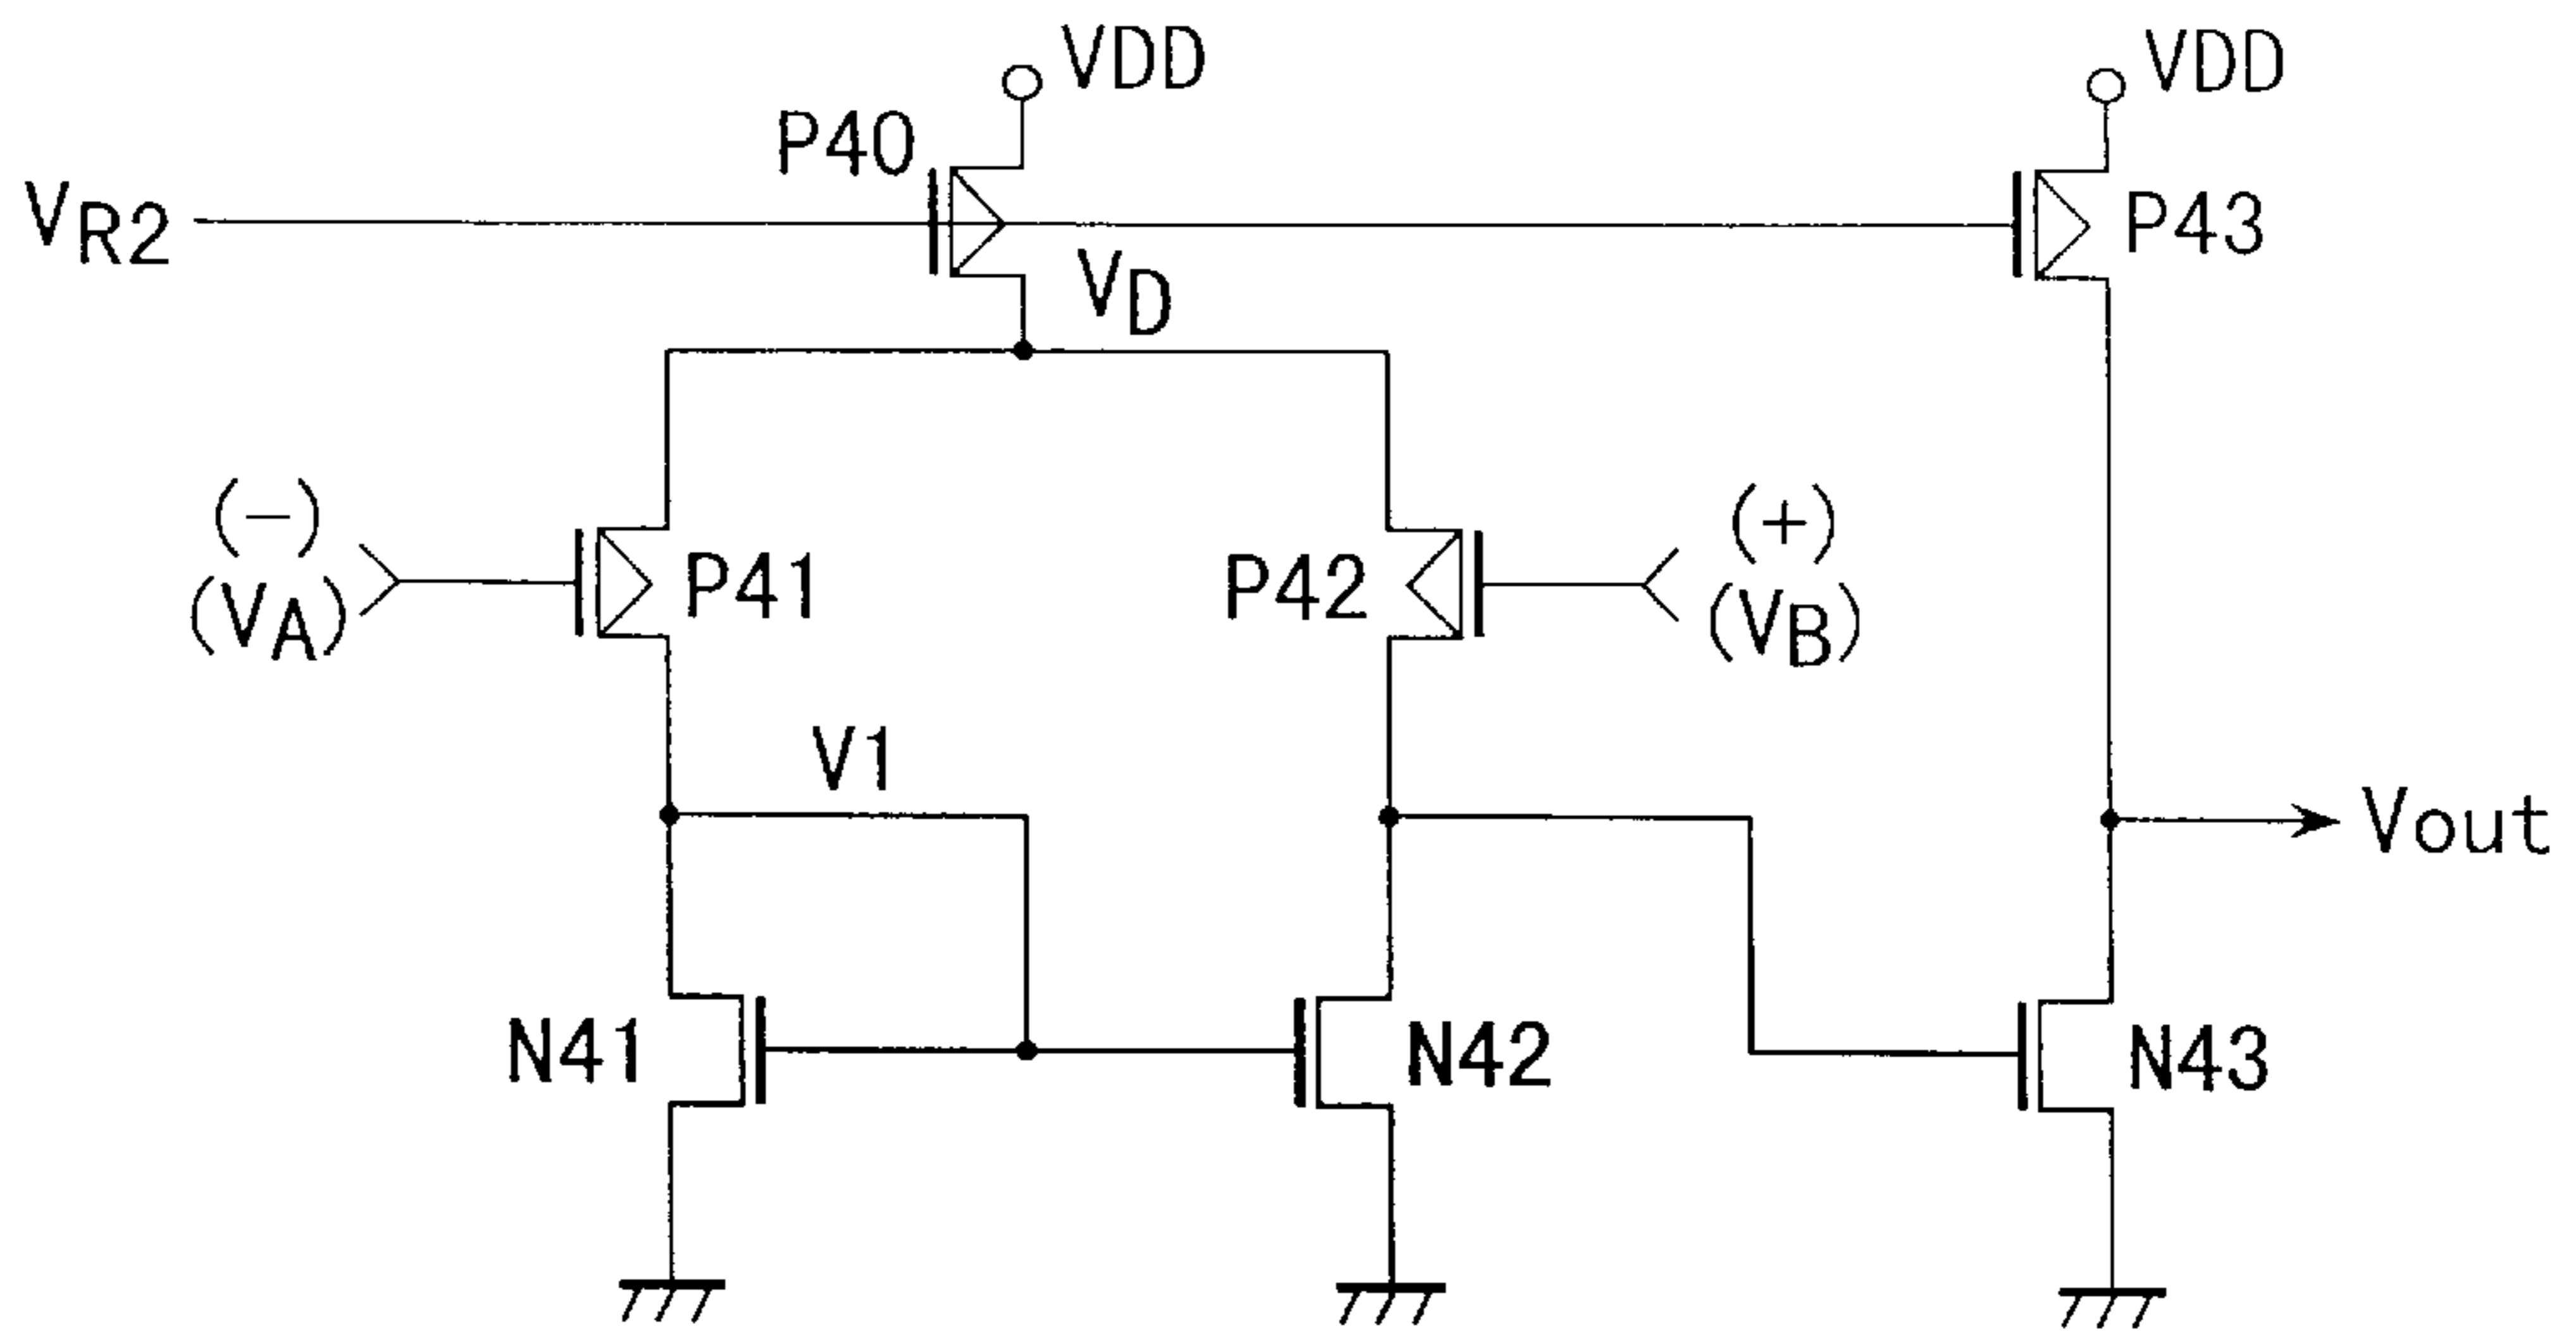 VDD
VDD
P40
VR2
P43
VD
(-)
(VA)
P41
P42
(+)
(VB)
V1
Vout
N41
N42
N43